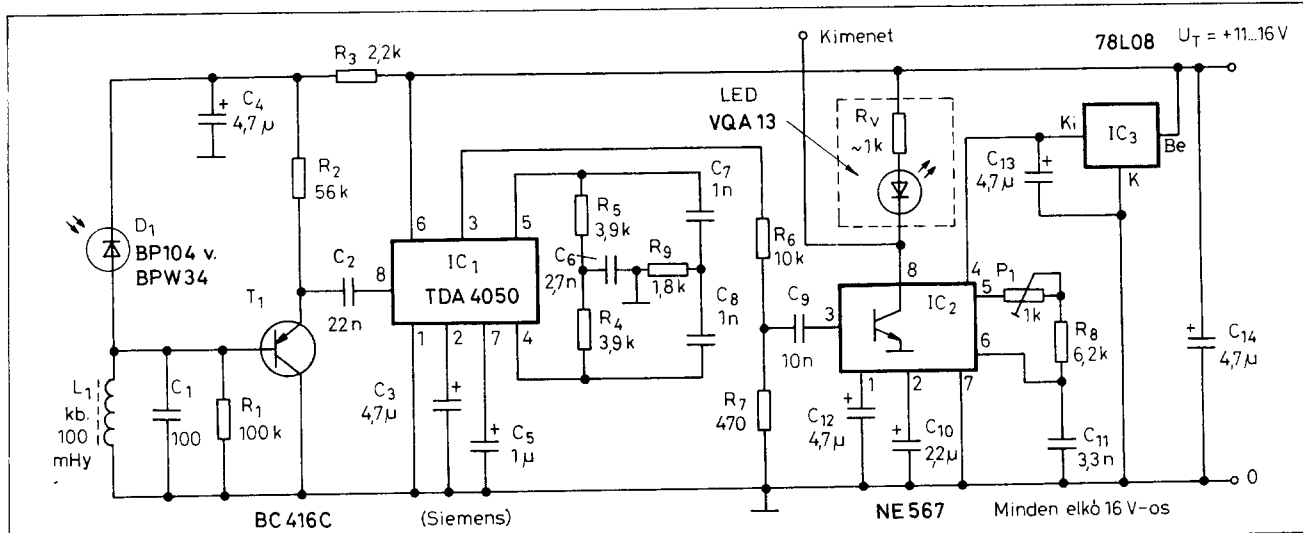 Kimenet
78L08
U_T = +11...16 V
R3 2,2k
C4
+
4,7µ
LED
VQA 13
RV
~1k
Ki
IC3
Be
K
C13
+
4,7µ
R2
56k
D1
BP104 v.
BPW34
T1
C2
22n
6
3
5
8
IC1
TDA 4050
1
2
7
4
R5
3,9k
C6
2,7n
R9
1,8k
R4
3,9k
C7
1n
C8
1n
R6
10k
C9
10n
8
IC2
3
4
5
6
1
2
7
P1
1k
R8
6,2k
C14
+
4,7µ
L1
kb.
100
mHy
C1
100
R1
100k
C3
4,7µ
+
C5
+
1µ
R7
470
C12
+
4,7µ
C10
+
22µ
C11
3,3n
0
BC 416C
(Siemens)
NE 567
Minden elkó 16 V-os